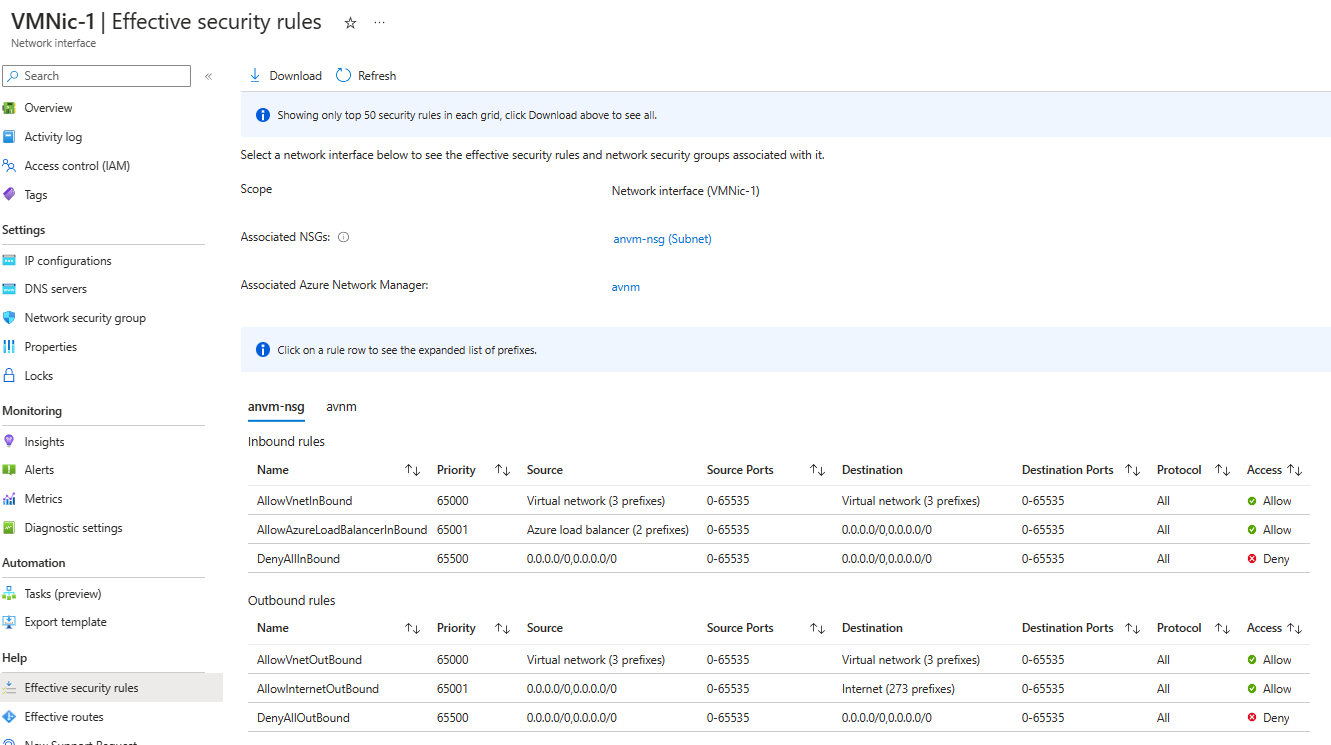 VMNic-1 | Effective security rules ☆ ...
Network interface
Search «
Overview
Activity log
Access control (IAM)
Tags
Settings
IP configurations
DNS servers
Network security group
Properties
Locks
Monitoring
Insights
Alerts
Metrics
Diagnostic settings
Automation
Tasks (preview)
Export template
Help
Effective security rules
Effective routes
New Support Request
Download Refresh
Showing only top 50 security rules in each grid, click Download above to see all.
Select a network interface below to see the effective security rules and network security groups associated with it.
Scope Network interface (VMNic-1)
Associated NSGs: anvm-nsg (Subnet)
Associated Azure Network Manager: avnm
Click on a rule row to see the expanded list of prefixes.
anvm-nsg avnm
Inbound rules
Name Priority Source Source Ports Destination Destination Ports Protocol Access
AllowVnetInBound 65000 Virtual network (3 prefixes) 0-65535 Virtual network (3 prefixes) 0-65535 All Allow
AllowAzureLoadBalancerInBound 65001 Azure load balancer (2 prefixes) 0-65535 0.0.0.0/0,0.0.0.0/0 0-65535 All Allow
DenyAllInBound 65500 0.0.0.0/0,0.0.0.0/0 0-65535 0.0.0.0/0,0.0.0.0/0 0-65535 All Deny
Outbound rules
Name Priority Source Source Ports Destination Destination Ports Protocol Access
AllowVnetOutBound 65000 Virtual network (3 prefixes) 0-65535 Virtual network (3 prefixes) 0-65535 All Allow
AllowInternetOutBound 65001 0.0.0.0/0,0.0.0.0/0 0-65535 Internet (273 prefixes) 0-65535 All Allow
DenyAllOutBound 65500 0.0.0.0/0,0.0.0.0/0 0-65535 0.0.0.0/0,0.0.0.0/0 0-65535 All Deny